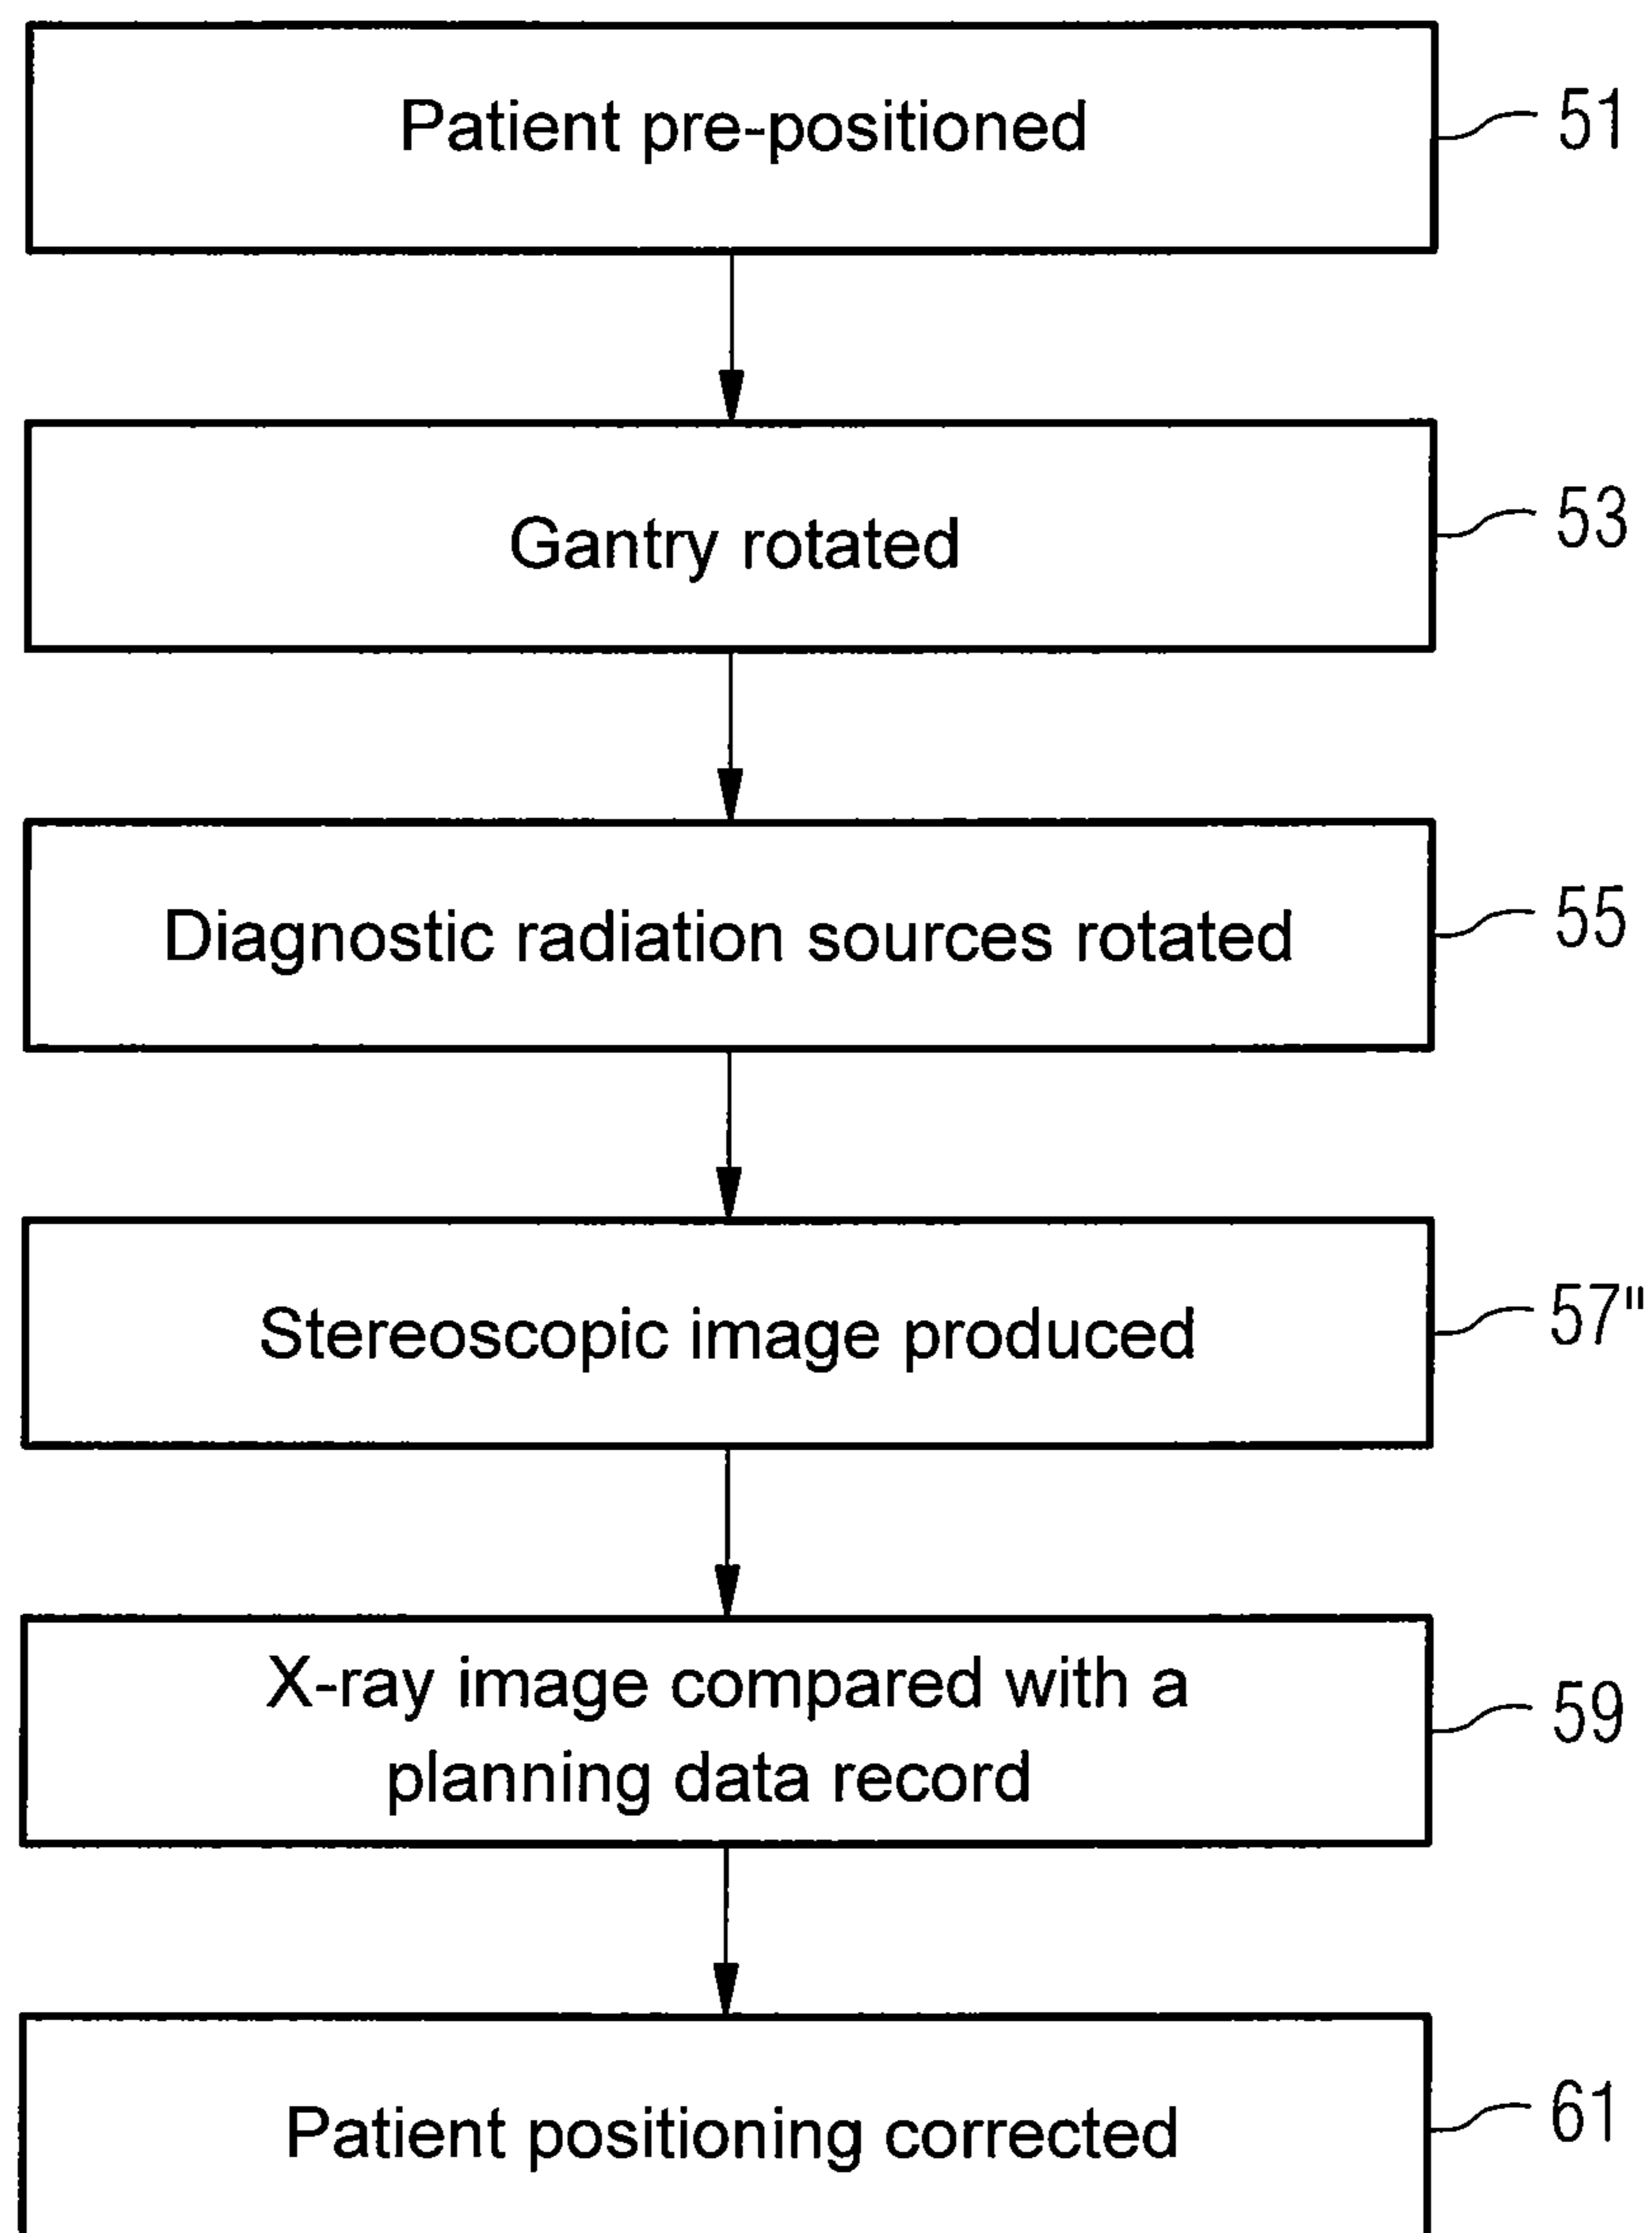 Patient pre-positioned
51
Gantry rotated
53
Diagnostic radiation sources rotated
55
Stereoscopic image produced
57"
X-ray image compared with a
planning data record
59
Patient positioning corrected
61